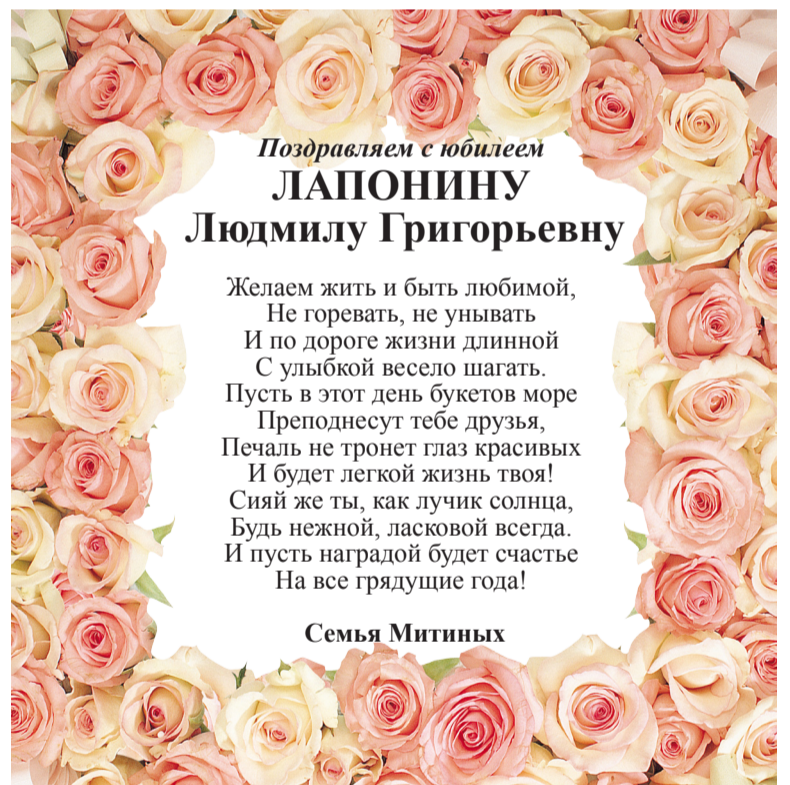 Поздравляем с юбилеем
ЛАПОНИНУ
Людмилу Григорьевну
Желаем жить и быть любимой,
Не горевать, не унывать
И по дороге жизни длинной
С улыбкой весело шагать.
Пусть в этот день букетов море
Преподнесут тебе друзья,
Печаль не тронет глаз красивых
И будет легкой жизнь твоя!
Сияй же ты, как лучик солнца,
Будь нежной, ласковой всегда.
И пусть наградой будет счастье
На все грядущие года!
Семья Митиных